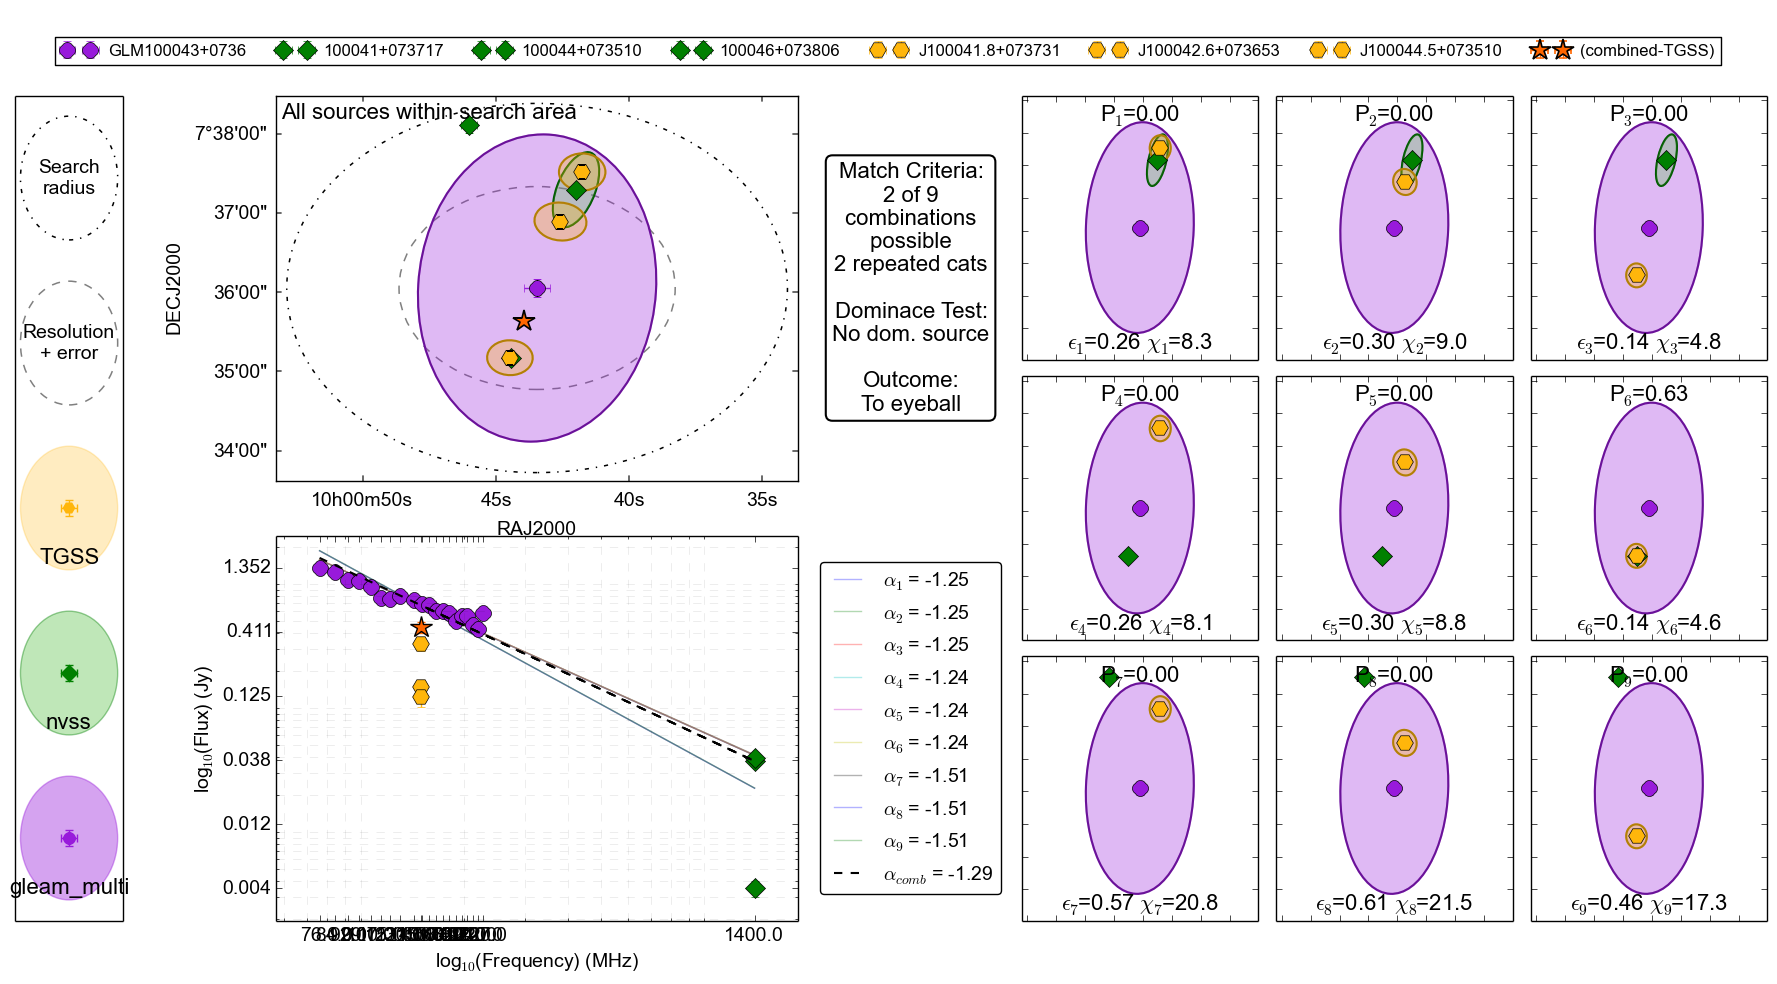 GLM100043+0736 100041+073717 100044+073510 100046+073806 J100041.8+073731 J100042.6+073653 J100044.5+073510 (combined-TGSS)
Search
radius
Resolution
+ error
TGSS
nvss
gleam_multi
All sources within search area
DECJ2000
7°38'00"
37'00"
36'00"
35'00"
34'00"
10h00m50s 45s 40s 35s
RAJ2000
Match Criteria:
2 of 9
combinations
possible
2 repeated cats
Dominace Test:
No dom. source
Outcome:
To eyeball
log10(Flux) (Jy)
1.352
0.411
0.125
0.038
0.012
0.004
1400.0
log10(Frequency) (MHz)
α1 = -1.25
α2 = -1.25
α3 = -1.25
α4 = -1.24
α5 = -1.24
α6 = -1.24
α7 = -1.51
α8 = -1.51
α9 = -1.51
αcomb = -1.29
P1=0.00
ϵ1=0.26 χ1=8.3
P2=0.00
ϵ2=0.30 χ2=9.0
P3=0.00
ϵ3=0.14 χ3=4.8
P4=0.00
ϵ4=0.26 χ4=8.1
P5=0.00
ϵ5=0.30 χ5=8.8
P6=0.63
ϵ6=0.14 χ6=4.6
P7=0.00
ϵ7=0.57 χ7=20.8
P8=0.00
ϵ8=0.61 χ8=21.5
P9=0.00
ϵ9=0.46 χ9=17.3